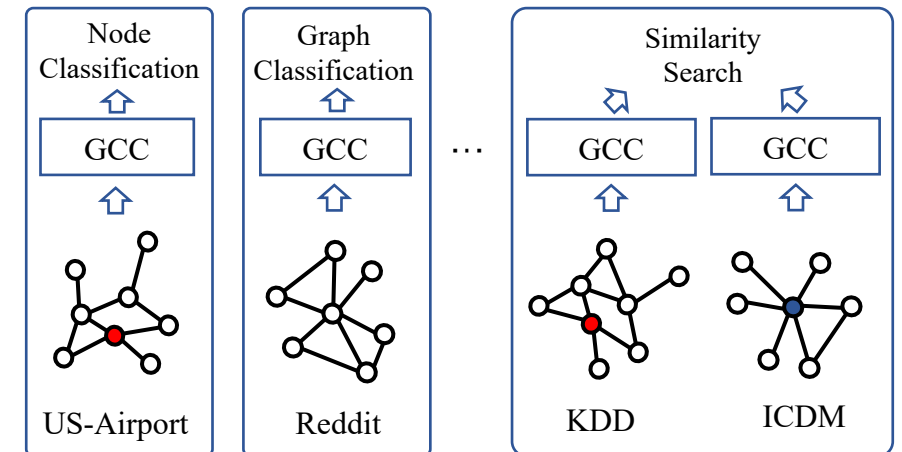 Node
Classification
GCC
US-Airport
Graph
Classification
GCC
Reddit
...
Similarity
Search
GCC
GCC
KDD
ICDM